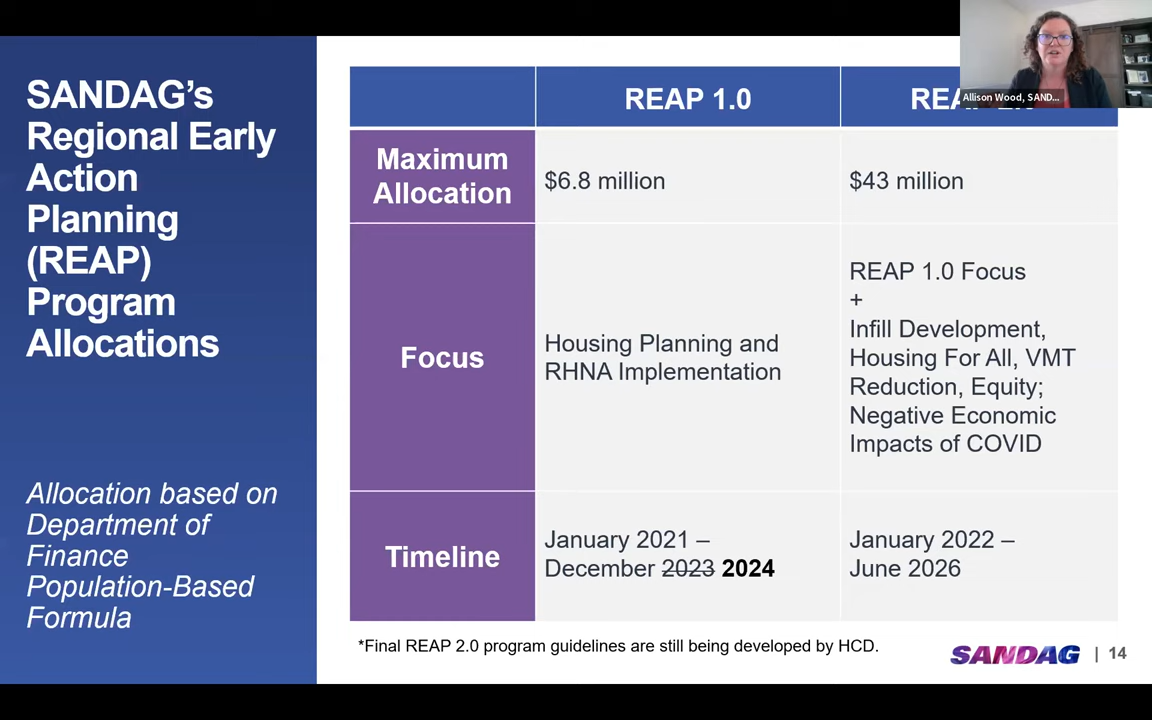 SANDAG's
Regional Early
Action
Planning
(REAP)
Program
Allocations
Allocation based on
Department of
Finance
Population-Based
Formula
REAP 1.0
Allison Wood, SAND...
Maximum
Allocation
$6.8 million
$43 million
Focus
Housing Planning and
RHNA Implementation
REAP 1.0 Focus
+
Infill Development,
Housing For All, VMT
Reduction, Equity;
Negative Economic
Impacts of COVID
Timeline
January 2021 –
December 2023 2024
January 2022 –
June 2026
*Final REAP 2.0 program guidelines are still being developed by HCD.
SANDAG | 14